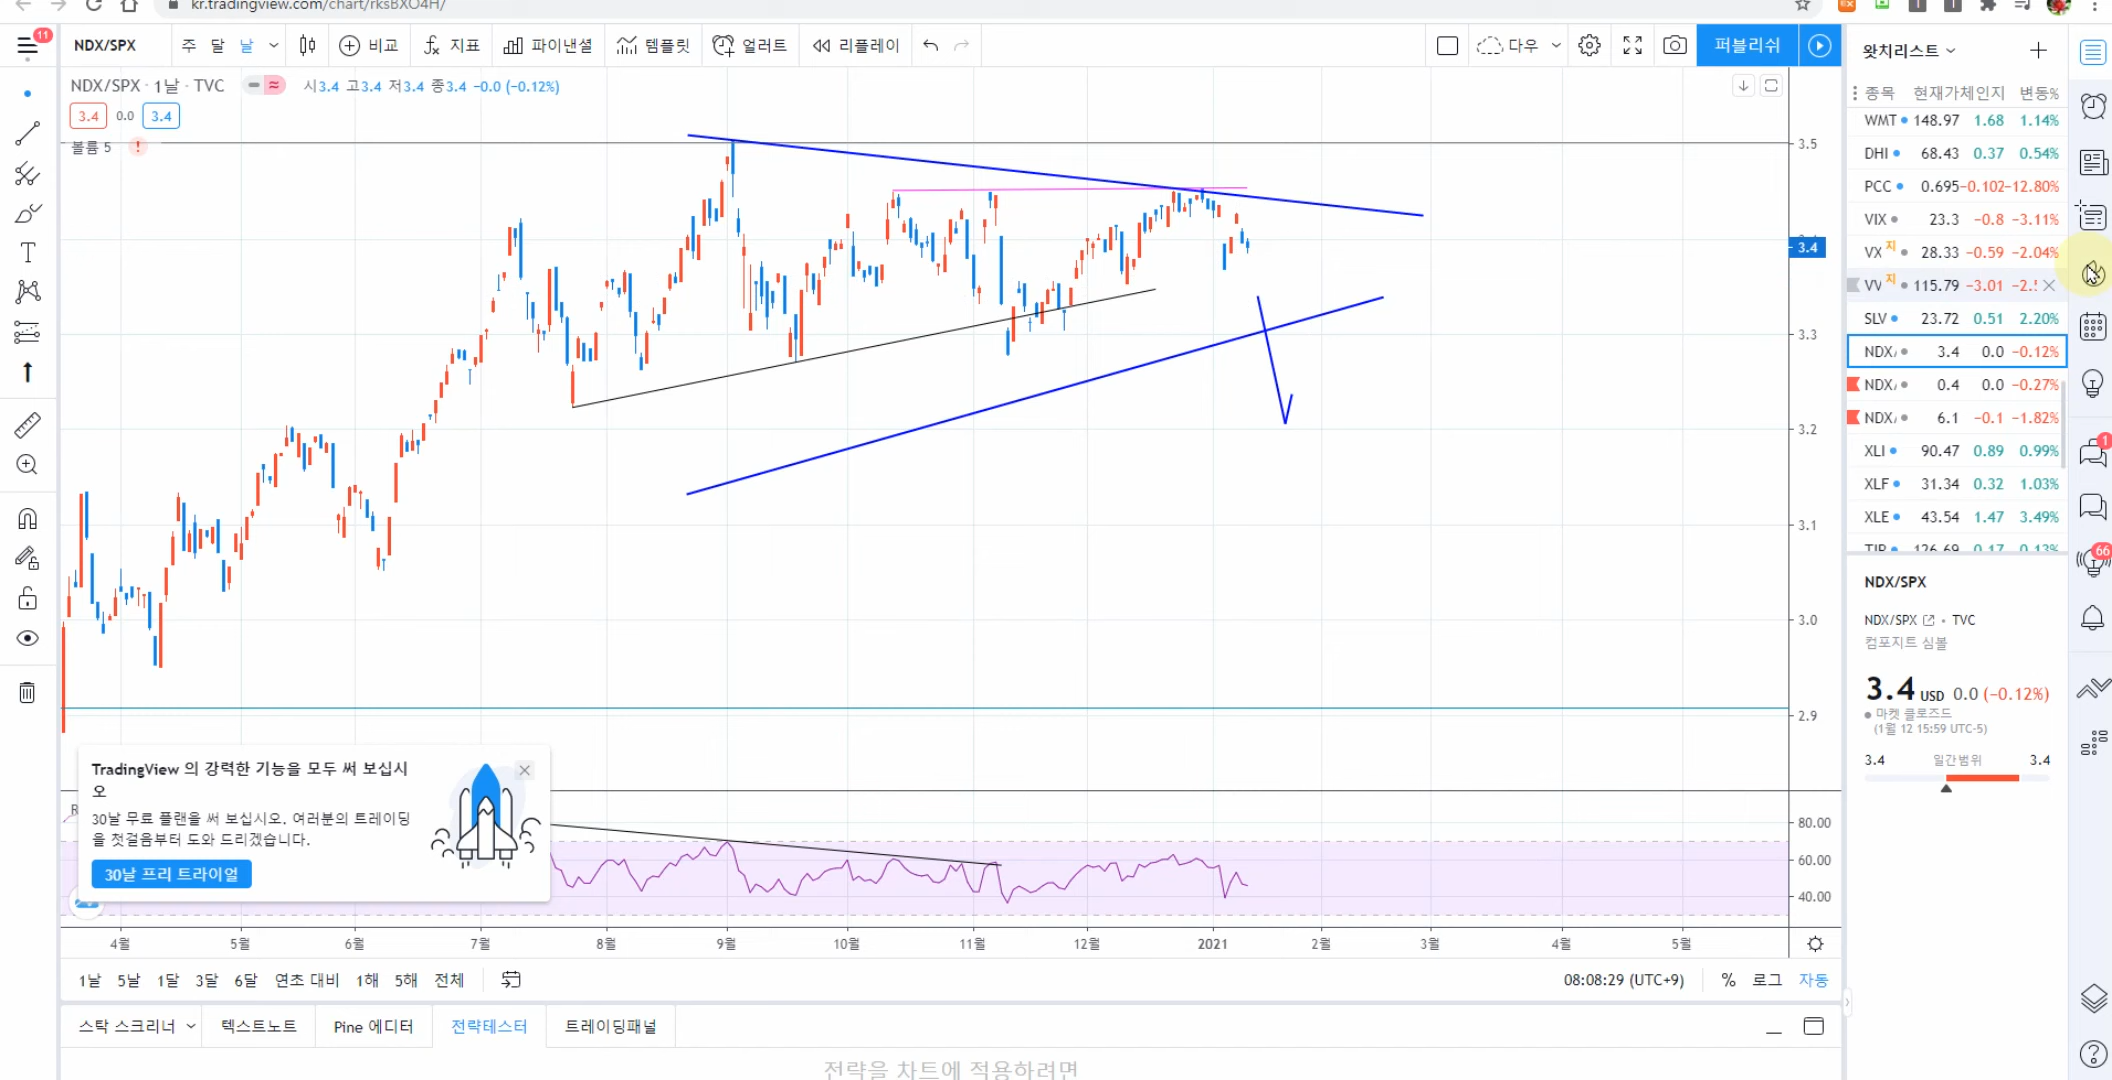 kr.tradingview.com/chart/rksBXO4H/
11
NDX/SPX
주 달 날
비교
지표
파이낸셜
템플릿
얼러트
리플레이
다우
퍼블리쉬
왓치리스트
NDX/SPX · 1날 · TVC
시3.4 고3.4 저3.4 종3.4 -0.0 (-0.12%)
3.4 0.0 3.4
볼륨 5 !
종목 현재가 체인지 변동%
WMT 148.97 1.68 1.14%
DHI 68.43 0.37 0.54%
PCC 0.695 -0.102 -12.80%
VIX 23.3 -0.8 -3.11%
VX 지 28.33 -0.59 -2.04%
VV 지 115.79 -3.01
SLV 23.72 0.51 2.20%
NDX/ 3.4 0.0 -0.12%
NDX/ 0.4 0.0 -0.27%
NDX/ 6.1 -0.1 -1.82%
XLI 90.47 0.89 0.99%
XLF 31.34 0.32 1.03%
XLE 43.54 1.47 3.49%
TIP 126.69 0.17 0.13%
3.5
3.4
3.3
3.2
3.1
3.0
2.9
80.00
60.00
40.00
1
66
NDX/SPX
NDX/SPX • TVC
컴포지트 심볼
3.4 USD 0.0 (-0.12%)
마켓 클로즈드
(1월 12 15:59 UTC-5)
3.4 일간범위 3.4
TradingView 의 강력한 기능을 모두 써 보십시
오
30날 무료 플랜을 써 보십시오. 여러분의 트레이딩
을 첫걸음부터 도와 드리겠습니다.
30날 프리 트라이얼
4월 5월 6월 7월 8월 9월 10월 11월 12월 2021 2월 3월 4월 5월
1날 5날 1달 3달 6달 연초 대비 1해 5해 전체
08:08:29 (UTC+9) % 로그 자동
스탁 스크리너 텍스트노트 Pine 에디터 전략테스터 트레이딩패널
전략을 차트에 적용하려면